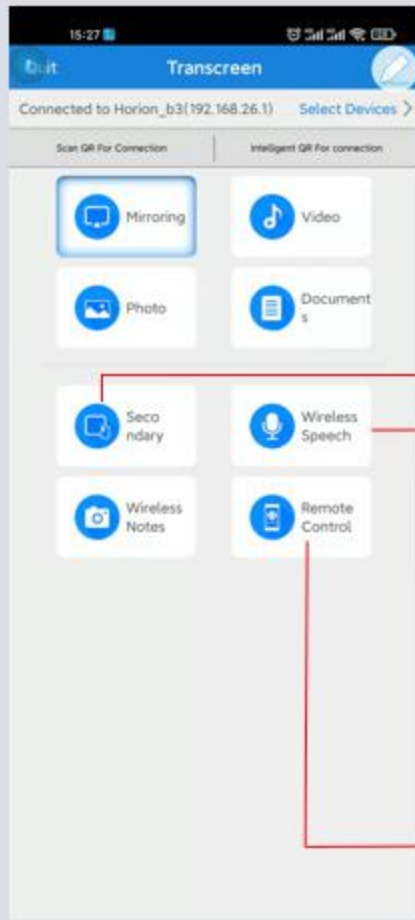 15:27
Quit
Transcreen
Connected to Horion_b3(192.168.26.1) Select Devices >
Scan QR For Connection
Intelligent QR For connection
Mirroring
Video
Photo
Document
s
Seco
ndary
Wireless
Speech
Wireless
Notes
Remote
Control